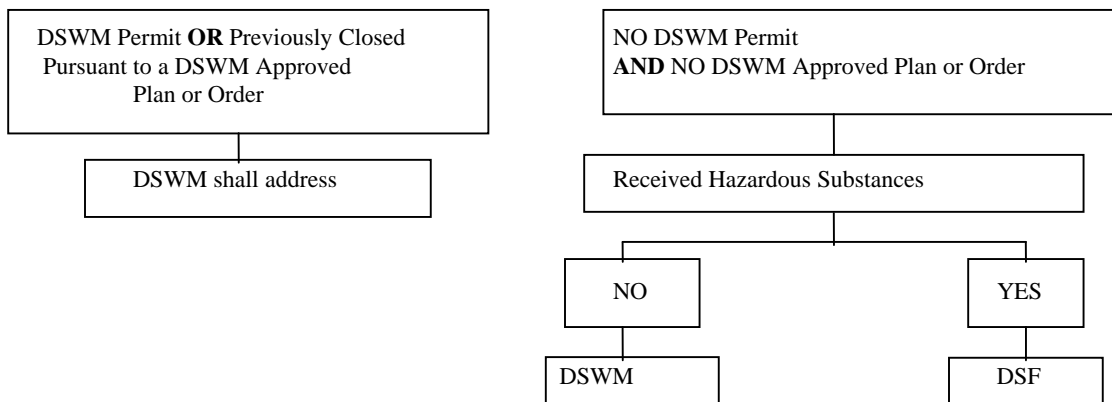 DSWM Permit OR Previously Closed
Pursuant to a DSWM Approved
Plan or Order
DSWM shall address
NO DSWM Permit
AND NO DSWM Approved Plan or Order
Received Hazardous Substances
NO
YES
DSWM
DSF